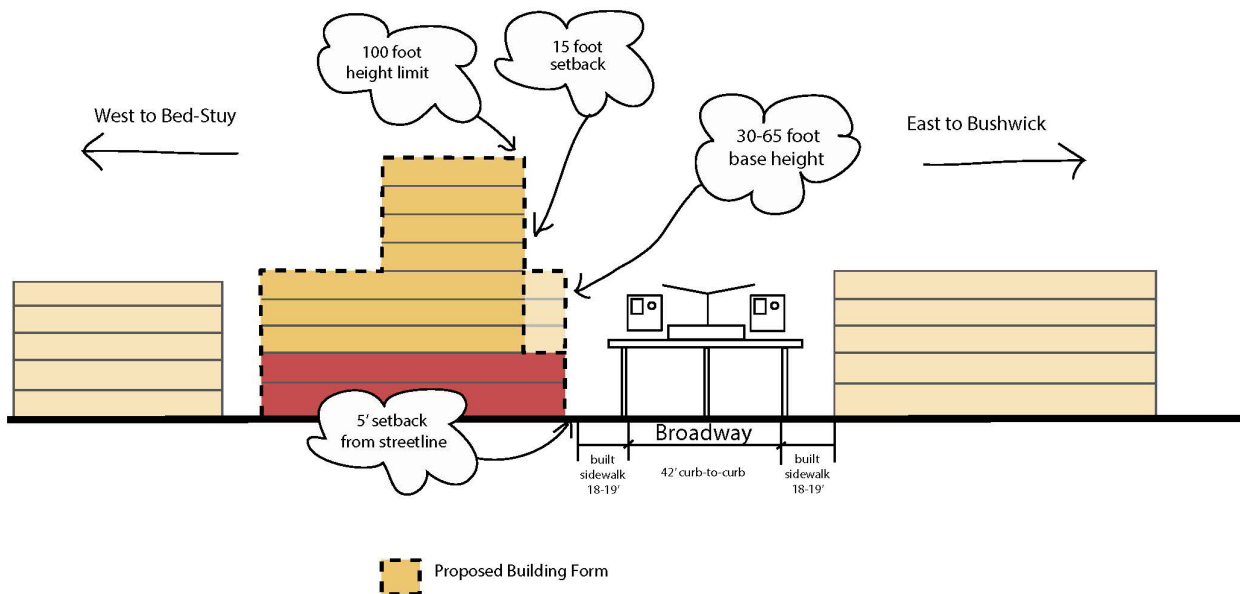 100 foot
height limit
15 foot
setback
West to Bed-Stuy
30-65 foot
base height
East to Bushwick
5' setback
from streetline
Broadway
built
sidewalk
18-19'
42' curb-to-curb
built
sidewalk
18-19'
Proposed Building Form